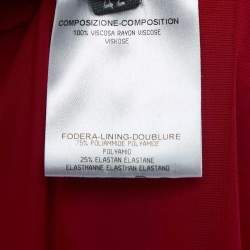 COMPOSIZIONE-COMPOSITION
100% VISCOSA RAYON VISCOSE
VISKOSE
FODERA-LINING-DOUBLURE
75% POLIAMMIDE POLYAMIDE
POLYAMID
25% ELASTAN ELASTANE
ELASTHANNE ELASTHAN ELASTANE